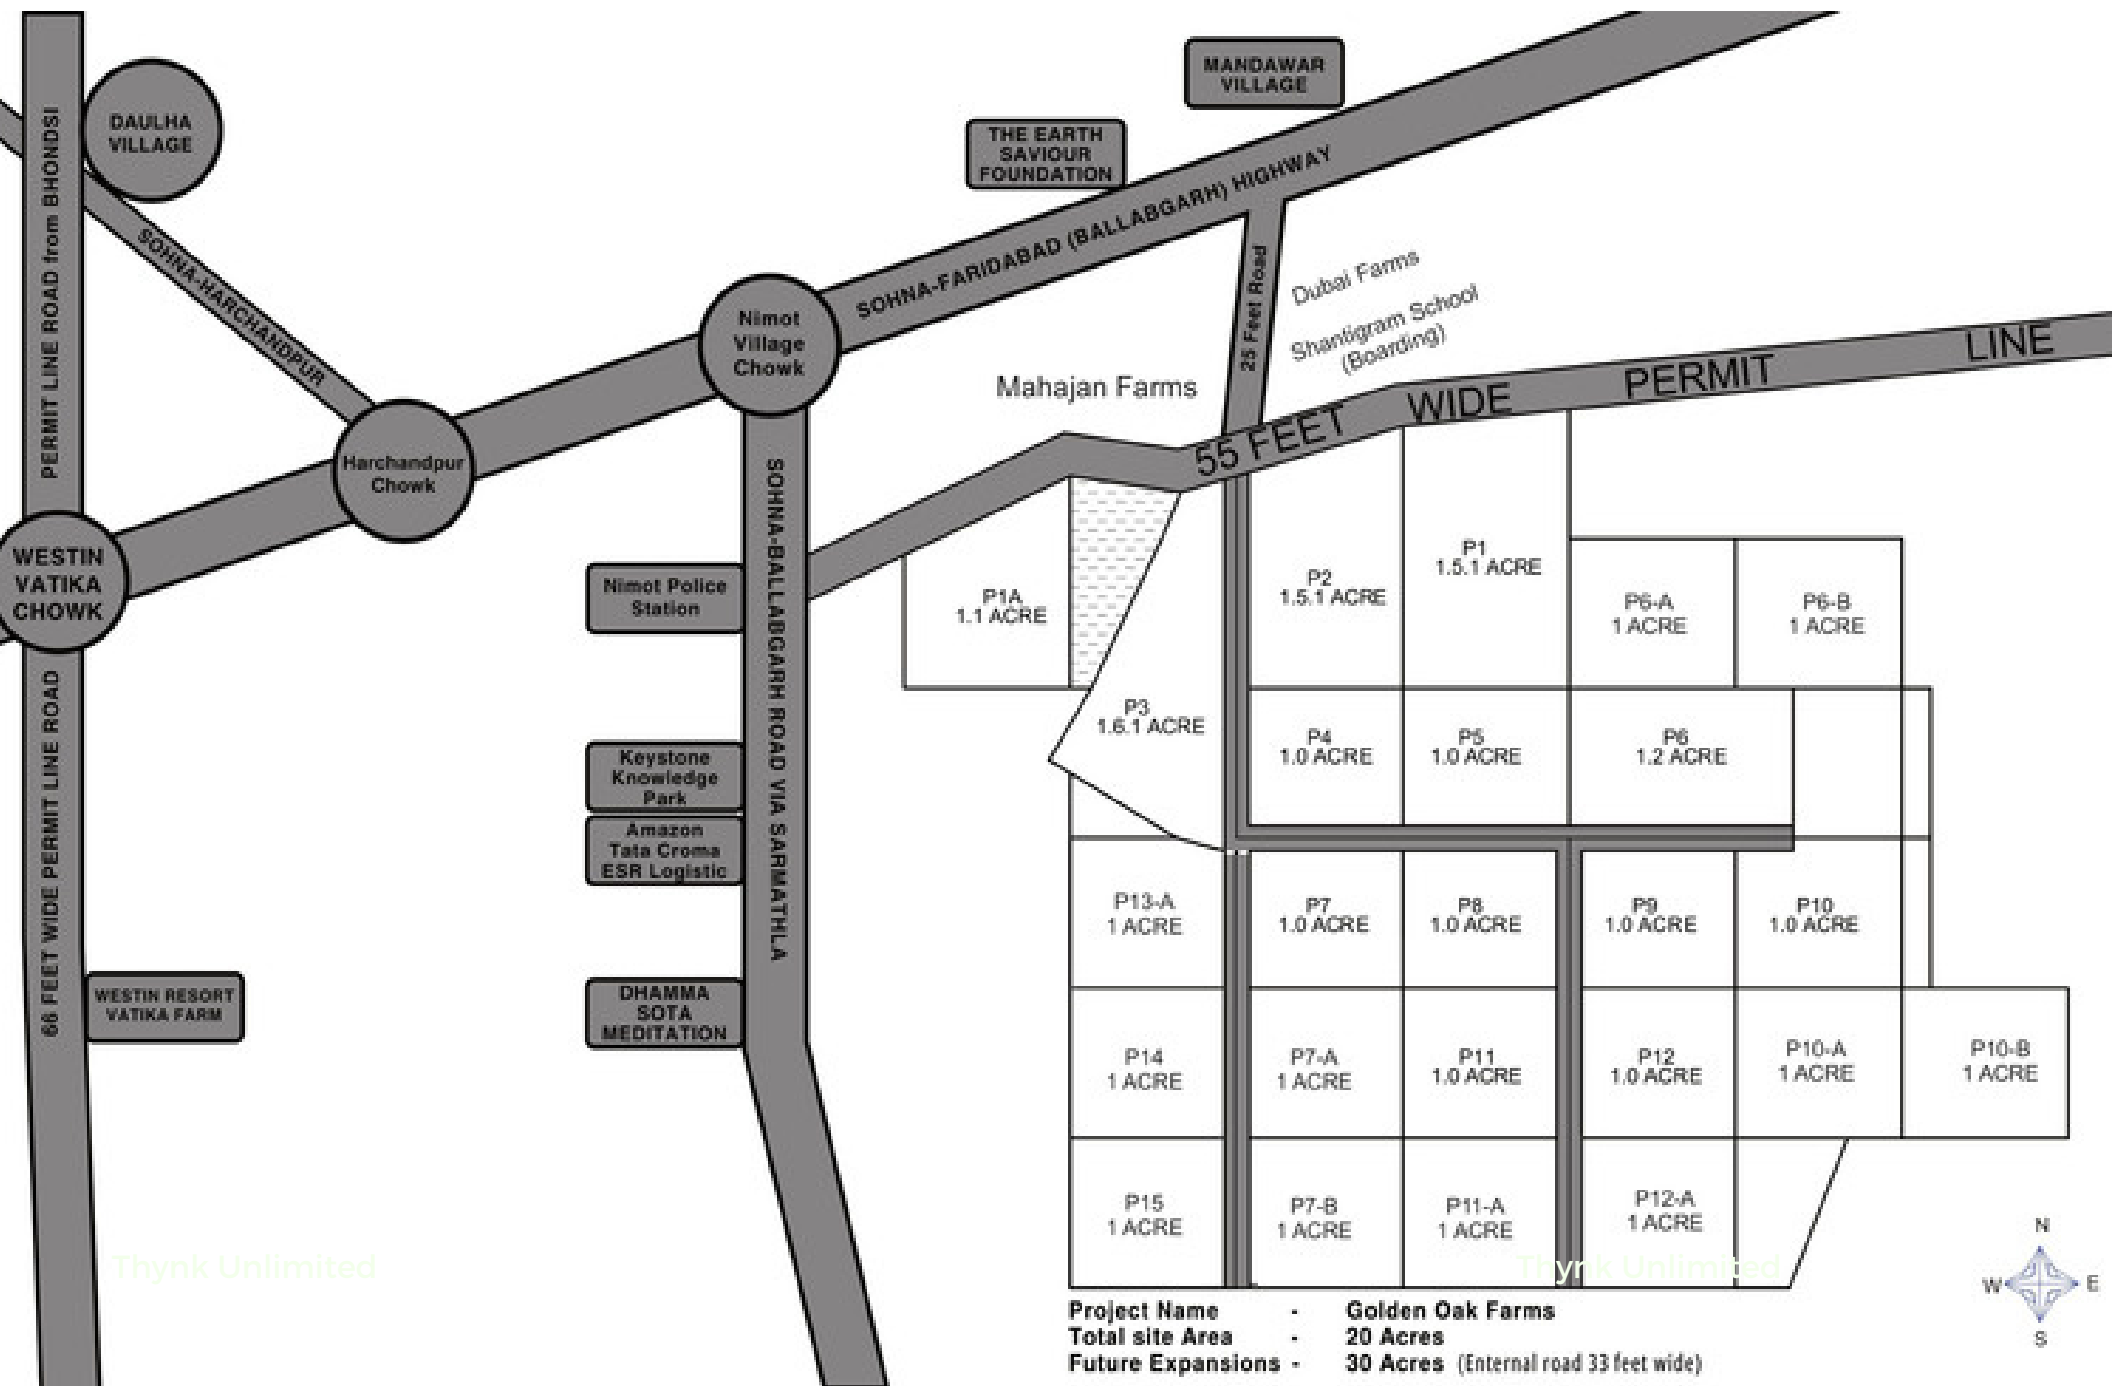 MANDAWAR
VILLAGE
DAULHA
VILLAGE
THE EARTH
SAVIOUR
FOUNDATION
PERMIT LINE ROAD from BHONDSI
SOHNA-HARCHANDPUR
SOHNA-FARIDABAD (BALLABGARH) HIGHWAY
25 Feet Road
Dubai Farms
Shantigram School
(Boarding)
Nimot
Village
Chowk
Mahajan Farms
55 FEET WIDE PERMIT LINE
Harchandpur
Chowk
WESTIN
VATIKA
CHOWK
SOHNA-BALLABGARH ROAD VIA SARMATHLA
Nimot Police
Station
P1A
1.1 ACRE
P2
1.5.1 ACRE
P1
1.5.1 ACRE
P6-A
1 ACRE
P6-B
1 ACRE
66 FEET WIDE PERMIT LINE ROAD
Keystone
Knowledge
Park
Amazon
Tata Croma
ESR Logistic
P3
1.6.1 ACRE
P4
1.0 ACRE
P5
1.0 ACRE
P6
1.2 ACRE
P13-A
1 ACRE
P7
1.0 ACRE
P8
1.0 ACRE
P9
1.0 ACRE
P10
1.0 ACRE
WESTIN RESORT
VATIKA FARM
DHAMMA
SOTA
MEDITATION
P14
1 ACRE
P7-A
1 ACRE
P11
1.0 ACRE
P12
1.0 ACRE
P10-A
1 ACRE
P10-B
1 ACRE
P15
1 ACRE
P7-B
1 ACRE
P11-A
1 ACRE
P12-A
1 ACRE
Thynk Unlimited
Thynk Unlimited
N
W E
S
Project Name - Golden Oak Farms
Total site Area - 20 Acres
Future Expansions - 30 Acres (Enternal road 33 feet wide)